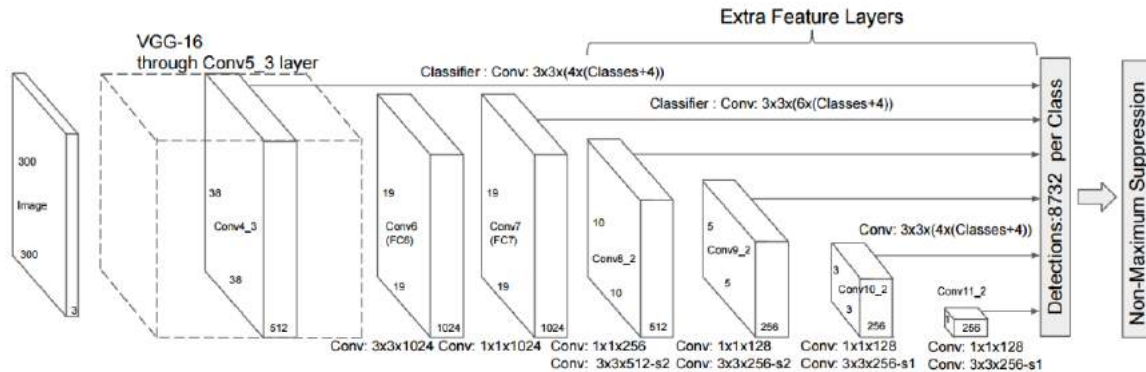 Extra Feature Layers
VGG-16
through Conv5_3 layer
Classifier : Conv: 3x3x(4x(Classes+4))
Classifier : Conv: 3x3x(6x(Classes+4))
300
Image
300
3
38
Conv4_3
38
512
19
Conv6
(FC6)
19
1024
19
Conv7
(FC7)
19
1024
10
Conv8_2
10
512
5
Conv9_2
5
256
Conv: 3x3x(4x(Classes+4))
3
Conv10_2
3
256
Conv11_2
1
256
Detections:8732 per Class
Non-Maximum Suppression
Conv: 3x3x1024
Conv: 1x1x1024
Conv: 1x1x256
Conv: 3x3x512-s2
Conv: 1x1x128
Conv: 3x3x256-s2
Conv: 1x1x128
Conv: 3x3x256-s1
Conv: 1x1x128
Conv: 3x3x256-s1